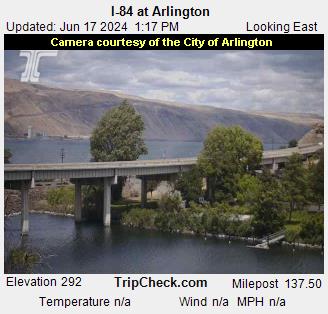 I-84 at Arlington
Updated: Jun 17 2024 1:17 PM Looking East
Camera courtesy of the City of Arlington
Elevation 292 TripCheck.com Milepost 137.50
Temperature n/a Wind n/a MPH n/a